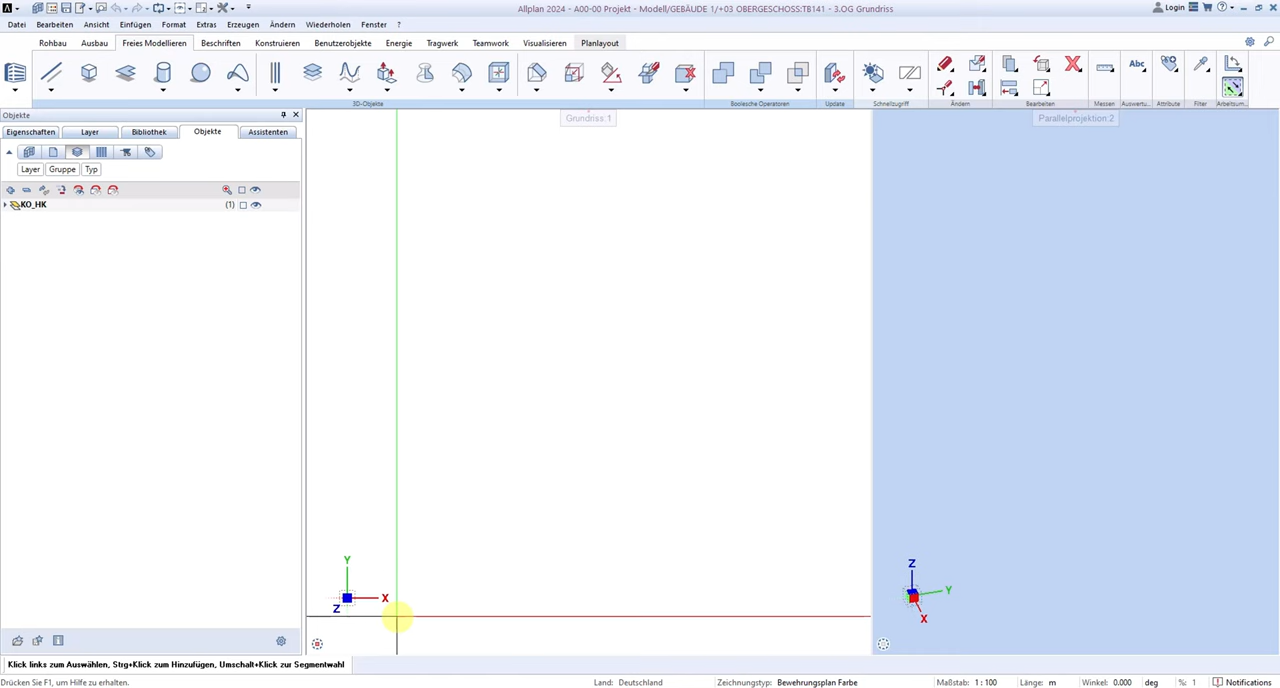 Allplan 2024 - A00-00 Projekt - Modell/GEBÄUDE 1/+03 OBERGESCHOSS:TB141 - 3.OG Grundriss
Login
Datei Bearbeiten Ansicht Einfügen Format Extras Erzeugen Ändern Wiederholen Fenster ?
Rohbau Ausbau Freies Modellieren Beschriften Konstruieren Benutzerobjekte Energie Tragwerk Teamwork Visualisieren Planlayout
Abc
3D-Objekte Boolesche Operatoren Update Schnellzugriff Ändern Bearbeiten Messen Auswertu... Attribute Filter Arbeitsum...
Objekte
Eigenschaften Layer Bibliothek Objekte Assistenten
Layer Gruppe Typ
KO_HK (1)
Grundriss:1
Parallelprojektion:2
Y
X
Z
Z
Y
X
Klick links zum Auswählen, Strg+Klick zum Hinzufügen, Umschalt+Klick zur Segmentwahl
Drücken Sie F1, um Hilfe zu erhalten. Land: Deutschland Zeichnungstyp: Bewehrungsplan Farbe Maßstab: 1 : 100 Länge: m Winkel: 0.000 deg %: 1 Notifications